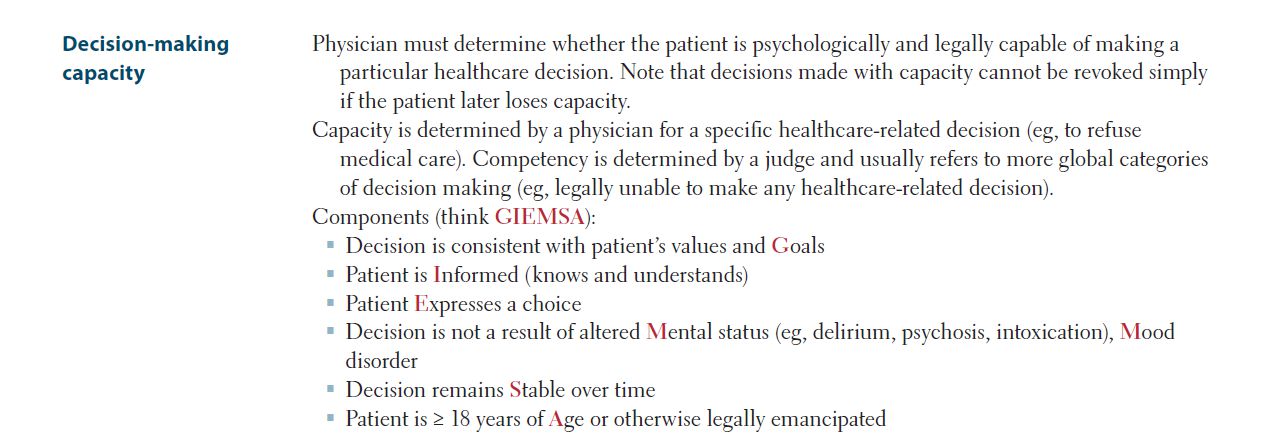 Decision-making
capacity
Physician must determine whether the patient is psychologically and legally capable of making a
particular healthcare decision. Note that decisions made with capacity cannot be revoked simply
if the patient later loses capacity.
Capacity is determined by a physician for a specific healthcare-related decision (eg, to refuse
medical care). Competency is determined by a judge and usually refers to more global categories
of decision making (eg, legally unable to make any healthcare-related decision).
Components (think GIEMSA):
▪ Decision is consistent with patient’s values and Goals
▪ Patient is Informed (knows and understands)
▪ Patient Expresses a choice
▪ Decision is not a result of altered Mental status (eg, delirium, psychosis, intoxication), Mood
disorder
▪ Decision remains Stable over time
▪ Patient is ≥ 18 years of Age or otherwise legally emancipated